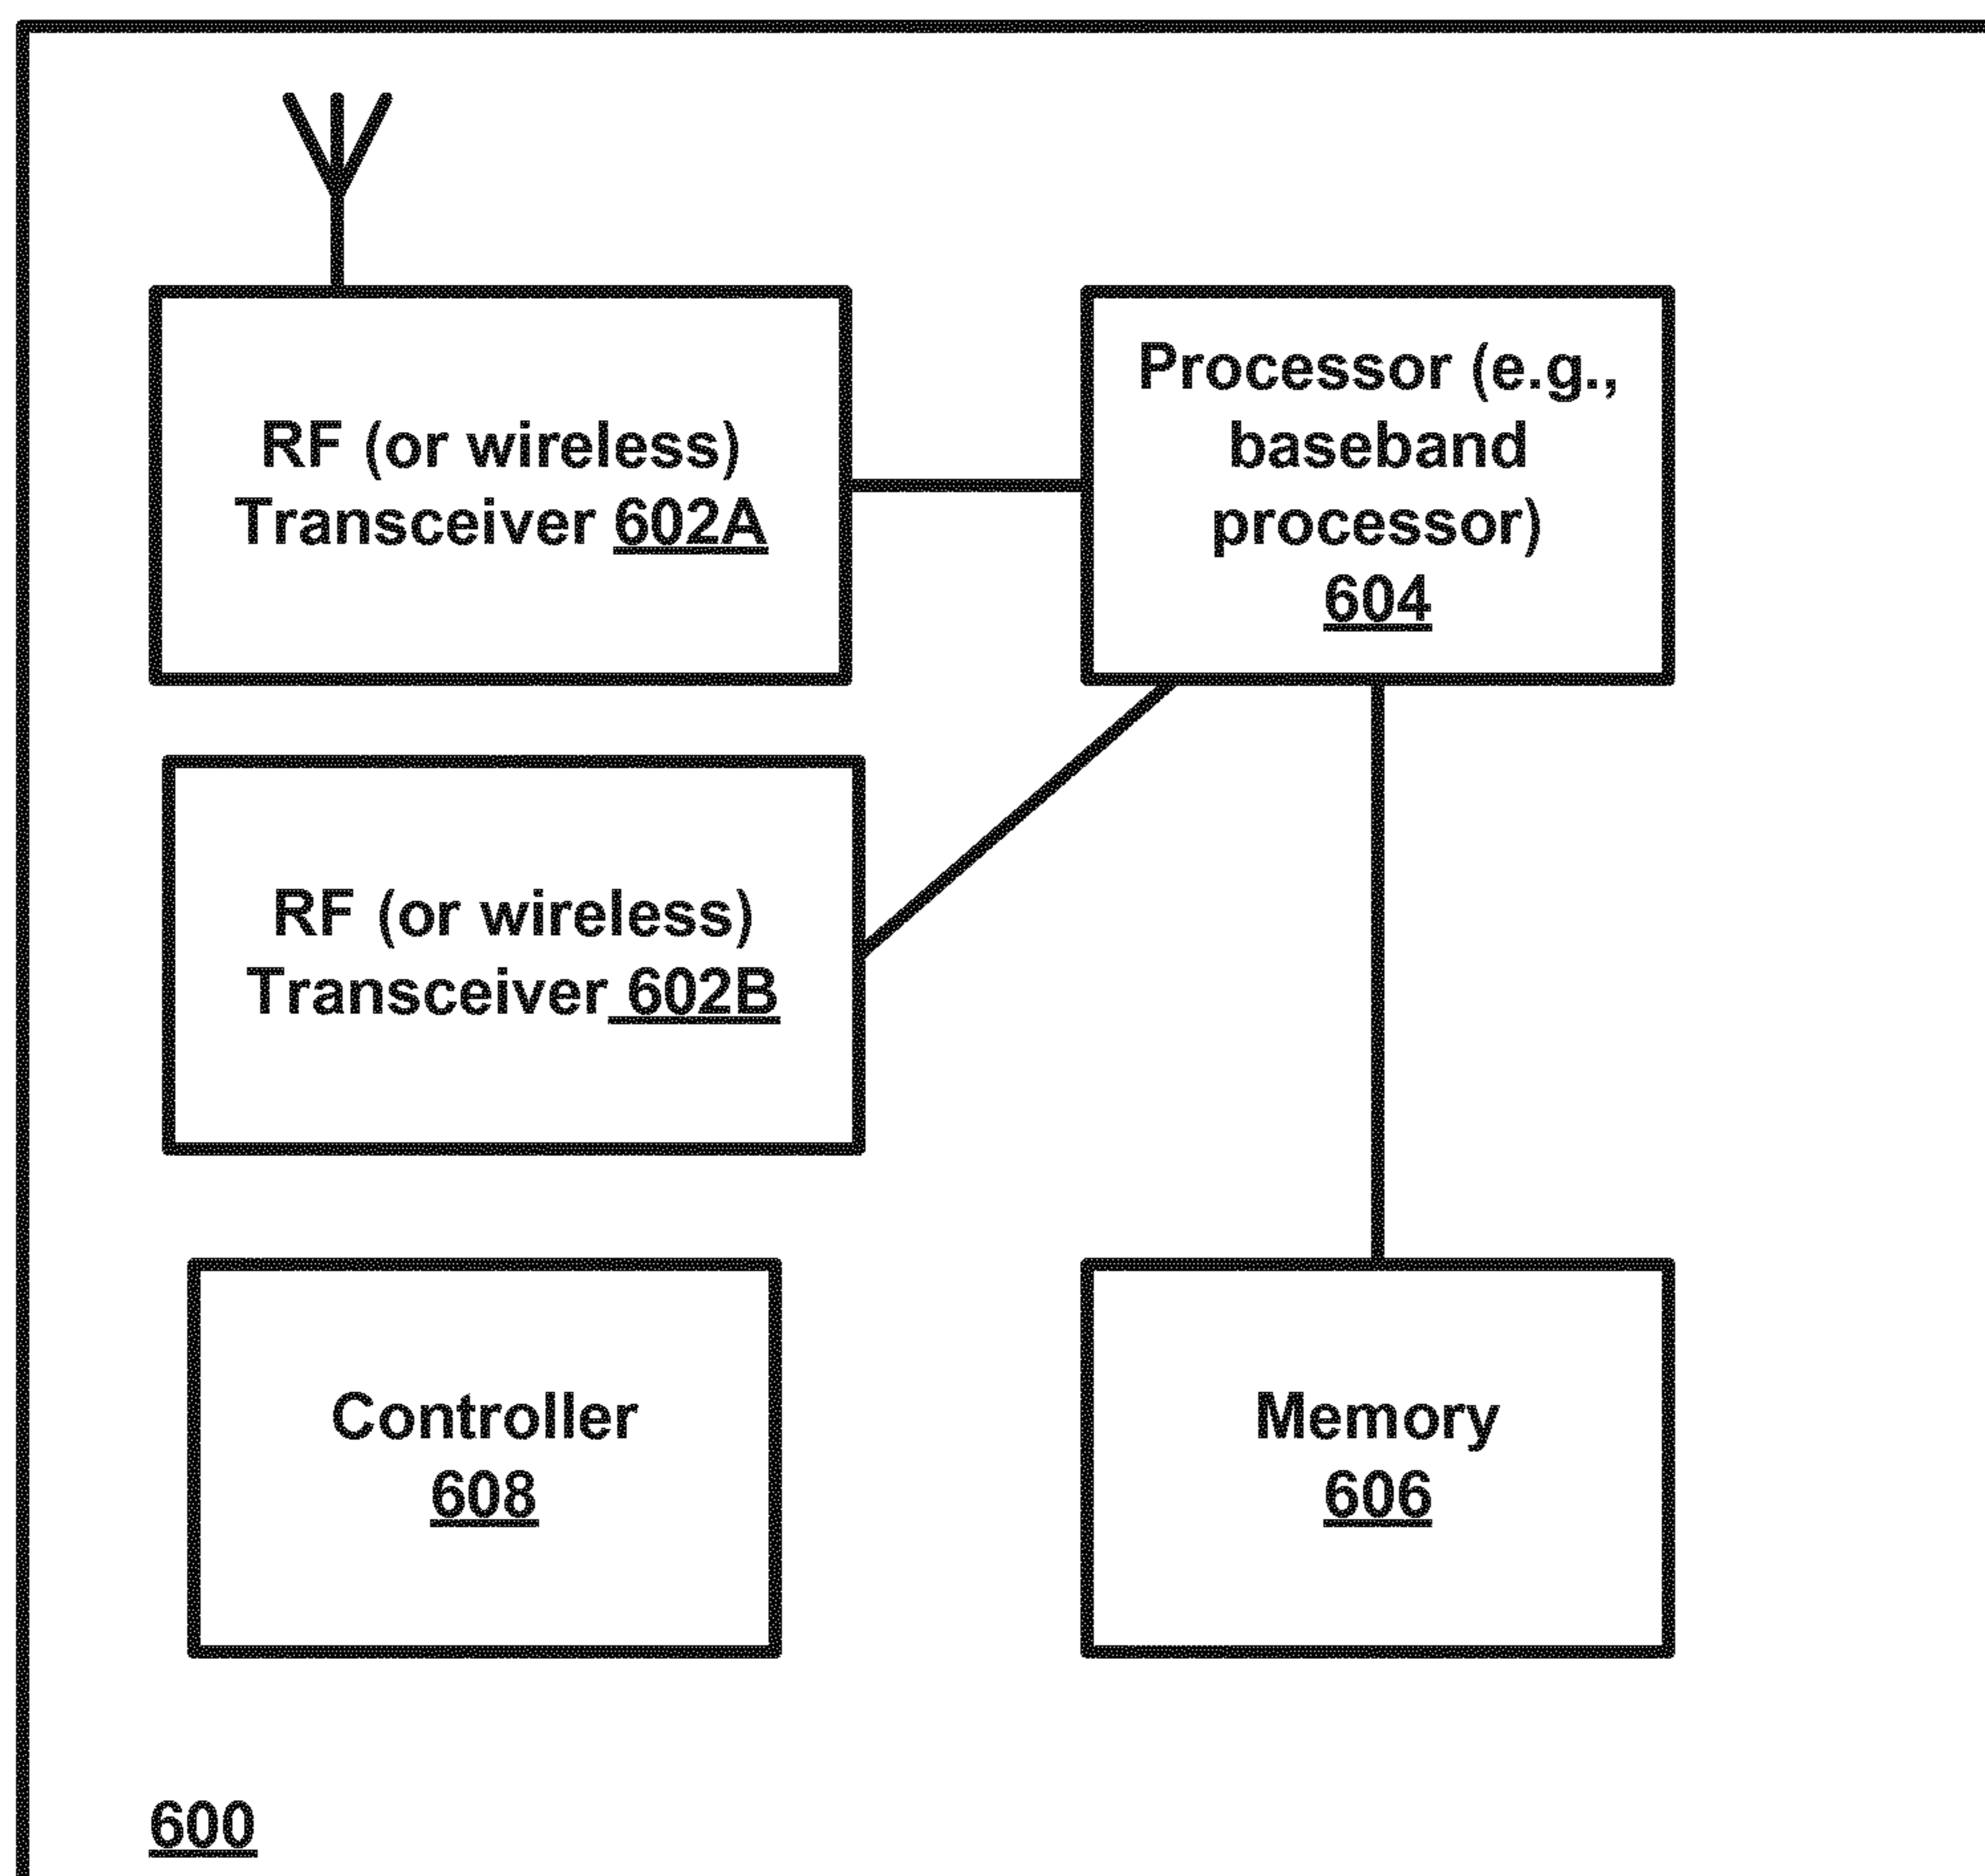 RF (or wireless)
Transceiver 602A
Processor (e.g.,
baseband
processor)
604
RF (or wireless)
Transceiver 602B
Controller
608
Memory
606
600